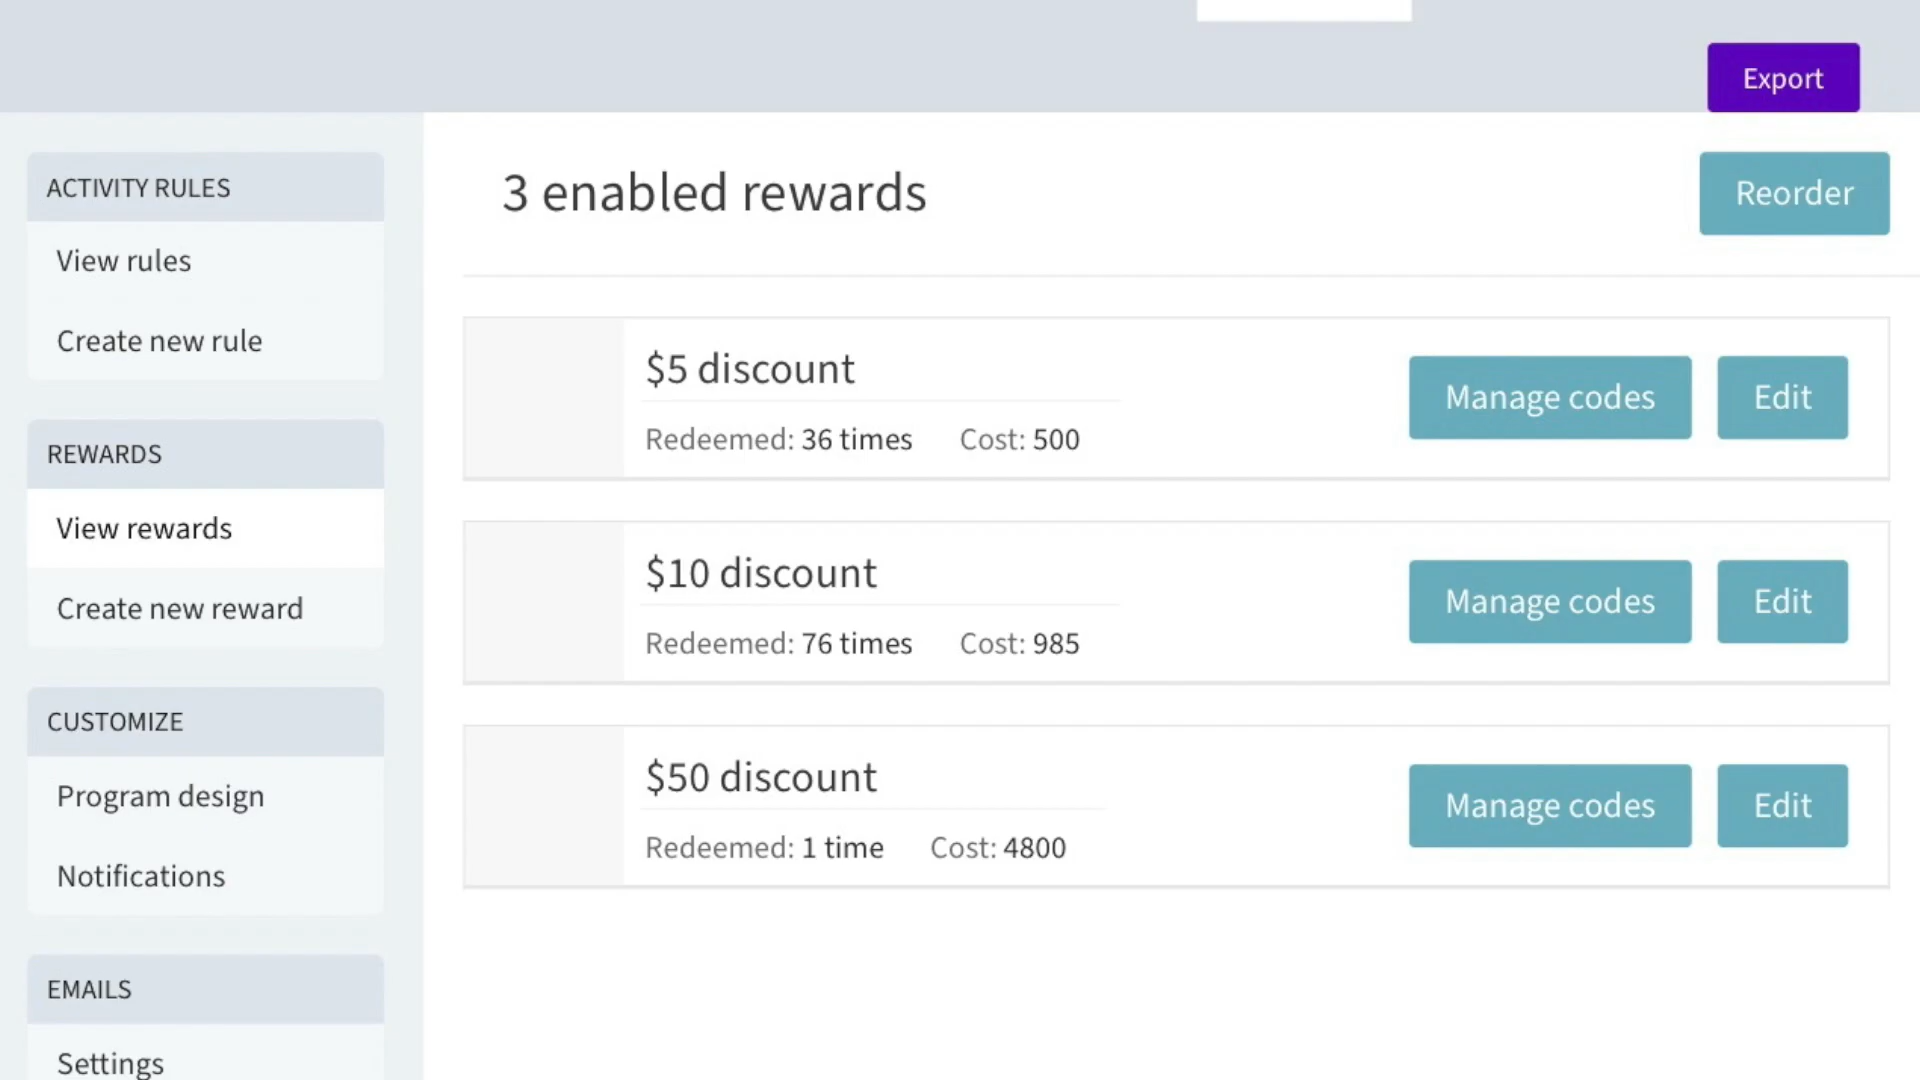 Export
ACTIVITY RULES
View rules
Create new rule
REWARDS
View rewards
Create new reward
CUSTOMIZE
Program design
Notifications
EMAILS
Settings
3 enabled rewards
Reorder
$5 discount
Redeemed: 36 times Cost: 500
Manage codes Edit
$10 discount
Redeemed: 76 times Cost: 985
Manage codes Edit
$50 discount
Redeemed: 1 time Cost: 4800
Manage codes Edit